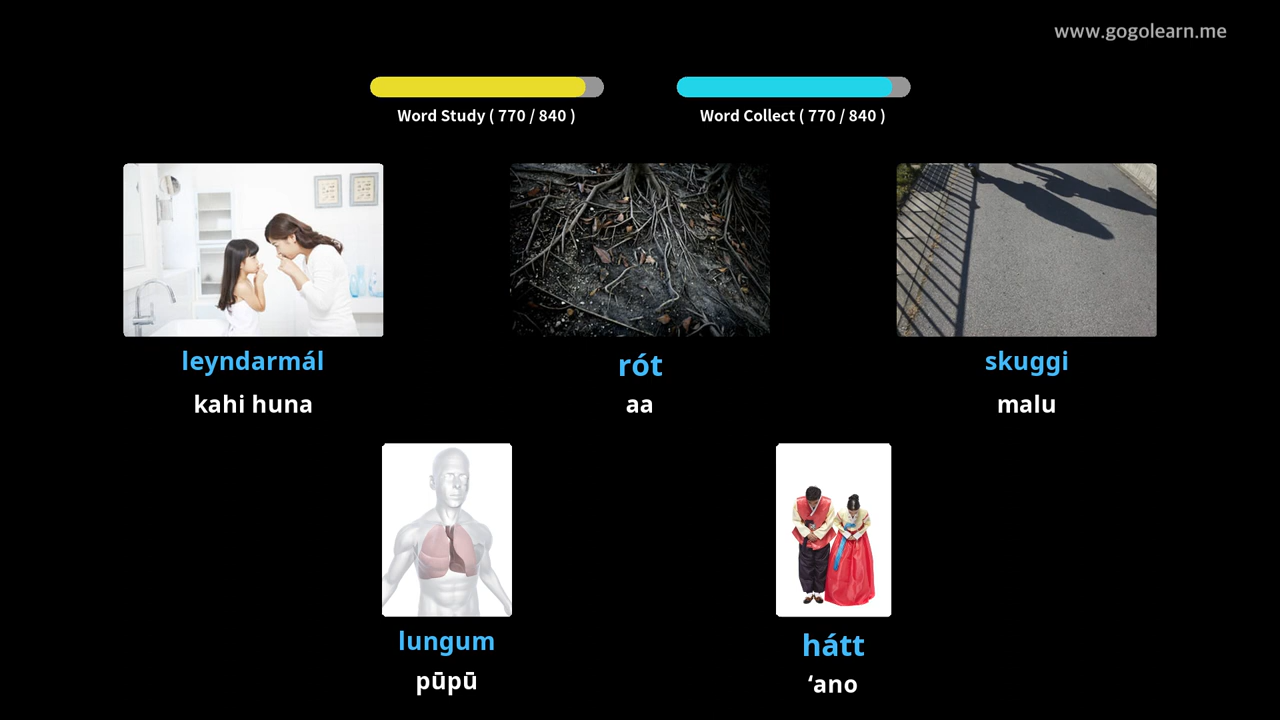 www.gogolearn.me
Word Study ( 770 / 840 )
Word Collect ( 770 / 840 )
leyndarmál
kahi huna
rót
aa
skuggi
malu
lungum
pūpū
hátt
ʻano